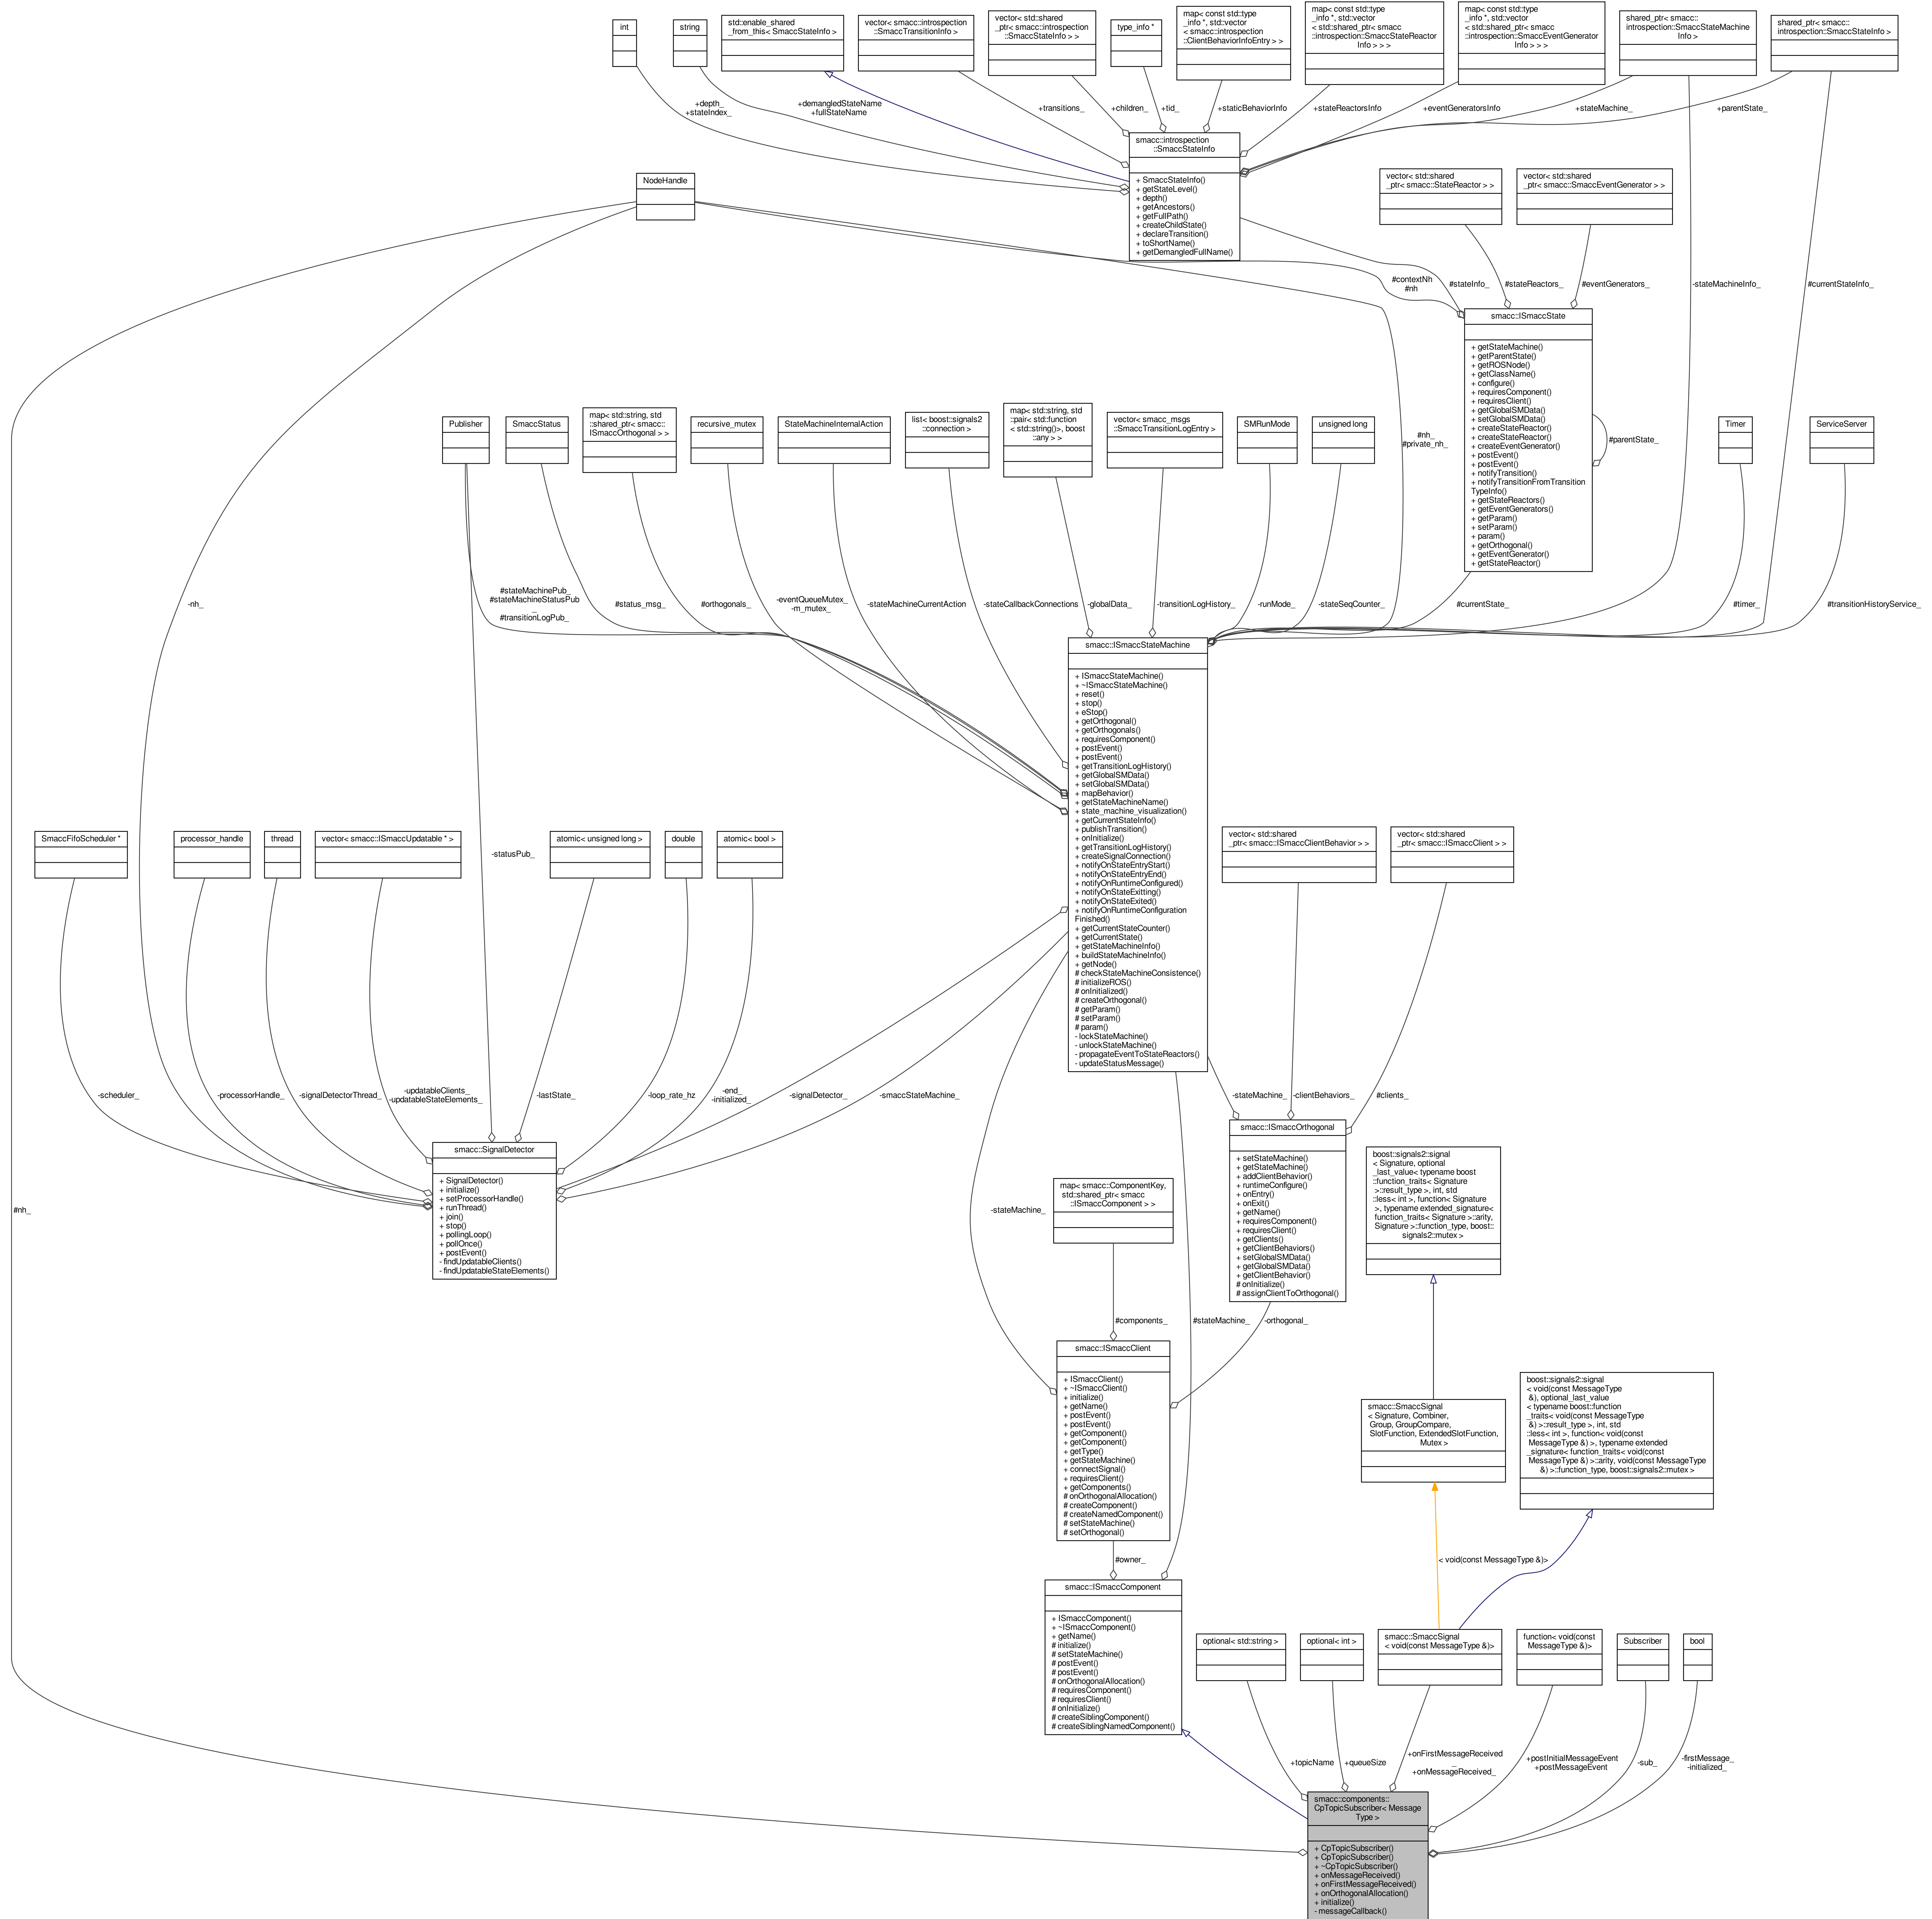 int
string
std::enable_shared
_from_this< SmaccStateInfo >
vector< smacc::introspection
::SmaccTransitionInfo >
vector< std::shared
_ptr< smacc::introspection
::SmaccStateInfo > >
type_info *
map< const std::type
_info *, std::vector
< smacc::introspection
::ClientBehaviorInfoEntry > >
map< const std::type
_info *, std::vector
< std::shared_ptr< smacc
::introspection::SmaccStateReactor
Info > > >
map< const std::type
_info *, std::vector
< std::shared_ptr< smacc
::introspection::SmaccEventGenerator
Info > > >
shared_ptr< smacc::
introspection::SmaccStateMachine
Info >
shared_ptr< smacc::
introspection::SmaccStateInfo >
+depth_
+stateIndex_
+demangledStateName
+fullStateName
+transitions_
+children_
+tid_
+staticBehaviorInfo
+stateReactorsInfo
+eventGeneratorsInfo
+stateMachine_
+parentState_
smacc::introspection
::SmaccStateInfo
+ SmaccStateInfo()
+ getStateLevel()
+ depth()
+ getAncestors()
+ getFullPath()
+ createChildState()
+ declareTransition()
+ toShortName()
+ getDemangledFullName()
NodeHandle
vector< std::shared
_ptr< smacc::StateReactor > >
vector< std::shared
_ptr< smacc::SmaccEventGenerator > >
#contextNh
#nh
#stateInfo_
#stateReactors_
#eventGenerators_
-stateMachineInfo_
#currentStateInfo_
smacc::ISmaccState
+ getStateMachine()
+ getParentState()
+ getROSNode()
+ getClassName()
+ configure()
+ requiresComponent()
+ requiresClient()
+ getGlobalSMData()
+ setGlobalSMData()
+ createStateReactor()
+ createStateReactor()
+ createEventGenerator()
+ postEvent()
+ postEvent()
+ notifyTransition()
+ notifyTransitionFromTransition
TypeInfo()
+ getStateReactors()
+ getEventGenerators()
+ getParam()
+ setParam()
+ param()
+ getOrthogonal()
+ getEventGenerator()
+ getStateReactor()
#parentState_
Publisher
SmaccStatus
map< std::string, std
::shared_ptr< smacc::
ISmaccOrthogonal > >
recursive_mutex
StateMachineInternalAction
list< boost::signals2
::connection >
map< std::string, std
::pair< std::function
< std::string()>, boost
::any > >
vector< smacc_msgs
::SmaccTransitionLogEntry >
SMRunMode
unsigned long
#nh_
#private_nh_
Timer
ServiceServer
-nh_
#stateMachinePub_
#stateMachineStatusPub
_
#transitionLogPub_
#status_msg_
#orthogonals_
-eventQueueMutex_
-m_mutex_
-stateMachineCurrentAction
-stateCallbackConnections
-globalData_
-transitionLogHistory_
-runMode_
-stateSeqCounter_
#currentState_
#timer_
#transitionHistoryService_
smacc::ISmaccStateMachine
+ ISmaccStateMachine()
+ ~ISmaccStateMachine()
+ reset()
+ stop()
+ eStop()
+ getOrthogonal()
+ getOrthogonals()
+ requiresComponent()
+ postEvent()
+ postEvent()
+ getTransitionLogHistory()
+ getGlobalSMData()
+ setGlobalSMData()
+ mapBehavior()
+ getStateMachineName()
+ state_machine_visualization()
+ getCurrentStateInfo()
+ publishTransition()
+ onInitialize()
+ getTransitionLogHistory()
+ createSignalConnection()
+ notifyOnStateEntryStart()
+ notifyOnStateEntryEnd()
+ notifyOnRuntimeConfigured()
+ notifyOnStateExitting()
+ notifyOnStateExited()
+ notifyOnRuntimeConfiguration
Finished()
+ getCurrentStateCounter()
+ getCurrentState()
+ getStateMachineInfo()
+ buildStateMachineInfo()
+ getNode()
# checkStateMachineConsistence()
# initializeROS()
# onInitialized()
# createOrthogonal()
# getParam()
# setParam()
# param()
- lockStateMachine()
- unlockStateMachine()
- propagateEventToStateReactors()
- updateStatusMessage()
SmaccFifoScheduler *
processor_handle
thread
vector< smacc::ISmaccUpdatable * >
-statusPub_
atomic< unsigned long >
double
atomic< bool >
vector< std::shared
_ptr< smacc::ISmaccClientBehavior > >
vector< std::shared
_ptr< smacc::ISmaccClient > >
-scheduler_
-processorHandle_
-signalDetectorThread_
-updatableClients_
-updatableStateElements_
-lastState_
-loop_rate_hz
-end_
-initialized_
-signalDetector_
-smaccStateMachine_
-stateMachine_
-clientBehaviors_
#clients_
smacc::SignalDetector
+ SignalDetector()
+ initialize()
+ setProcessorHandle()
+ runThread()
+ join()
+ stop()
+ pollingLoop()
+ pollOnce()
+ postEvent()
- findUpdatableClients()
- findUpdatableStateElements()
smacc::ISmaccOrthogonal
+ setStateMachine()
+ getStateMachine()
+ addClientBehavior()
+ runtimeConfigure()
+ onEntry()
+ onExit()
+ getName()
+ requiresComponent()
+ requiresClient()
+ getClients()
+ getClientBehaviors()
+ setGlobalSMData()
+ getGlobalSMData()
+ getClientBehavior()
# onInitialize()
# assignClientToOrthogonal()
boost::signals2::signal
< Signature, optional
_last_value< typename boost
::function_traits< Signature
>::result_type >, int, std
::less< int >, function< Signature
>, typename extended_signature<
function_traits< Signature >::arity,
Signature >::function_type, boost::
signals2::mutex >
map< smacc::ComponentKey,
std::shared_ptr< smacc
::ISmaccComponent > >
#nh_
-stateMachine_
#components_
#stateMachine_
-orthogonal_
smacc::ISmaccClient
+ ISmaccClient()
+ ~ISmaccClient()
+ initialize()
+ getName()
+ postEvent()
+ postEvent()
+ getComponent()
+ getComponent()
+ getType()
+ getStateMachine()
+ connectSignal()
+ requiresClient()
+ getComponents()
# onOrthogonalAllocation()
# createComponent()
# createNamedComponent()
# setStateMachine()
# setOrthogonal()
smacc::SmaccSignal
< Signature, Combiner,
Group, GroupCompare,
SlotFunction, ExtendedSlotFunction,
Mutex >
boost::signals2::signal
< void(const MessageType
&), optional_last_value
< typename boost::function
_traits< void(const MessageType
&) >::result_type >, int, std
::less< int >, function< void(const
MessageType &) >, typename extended
_signature< function_traits< void(const
MessageType &) >::arity, void(const MessageType
&) >::function_type, boost::signals2::mutex >
#owner_
< void(const MessageType &)>
smacc::ISmaccComponent
+ ISmaccComponent()
+ ~ISmaccComponent()
+ getName()
# initialize()
# setStateMachine()
# postEvent()
# postEvent()
# onOrthogonalAllocation()
# requiresComponent()
# requiresClient()
# onInitialize()
# createSiblingComponent()
# createSiblingNamedComponent()
optional< std::string >
optional< int >
smacc::SmaccSignal
< void(const MessageType &)>
function< void(const
MessageType &)>
Subscriber
bool
+topicName
+queueSize
+onFirstMessageReceived
_
+onMessageReceived_
+postInitialMessageEvent
+postMessageEvent
-sub_
-firstMessage_
-initialized_
smacc::components::
CpTopicSubscriber< Message
Type >
+ CpTopicSubscriber()
+ CpTopicSubscriber()
+ ~CpTopicSubscriber()
+ onMessageReceived()
+ onFirstMessageReceived()
+ onOrthogonalAllocation()
+ initialize()
- messageCallback()